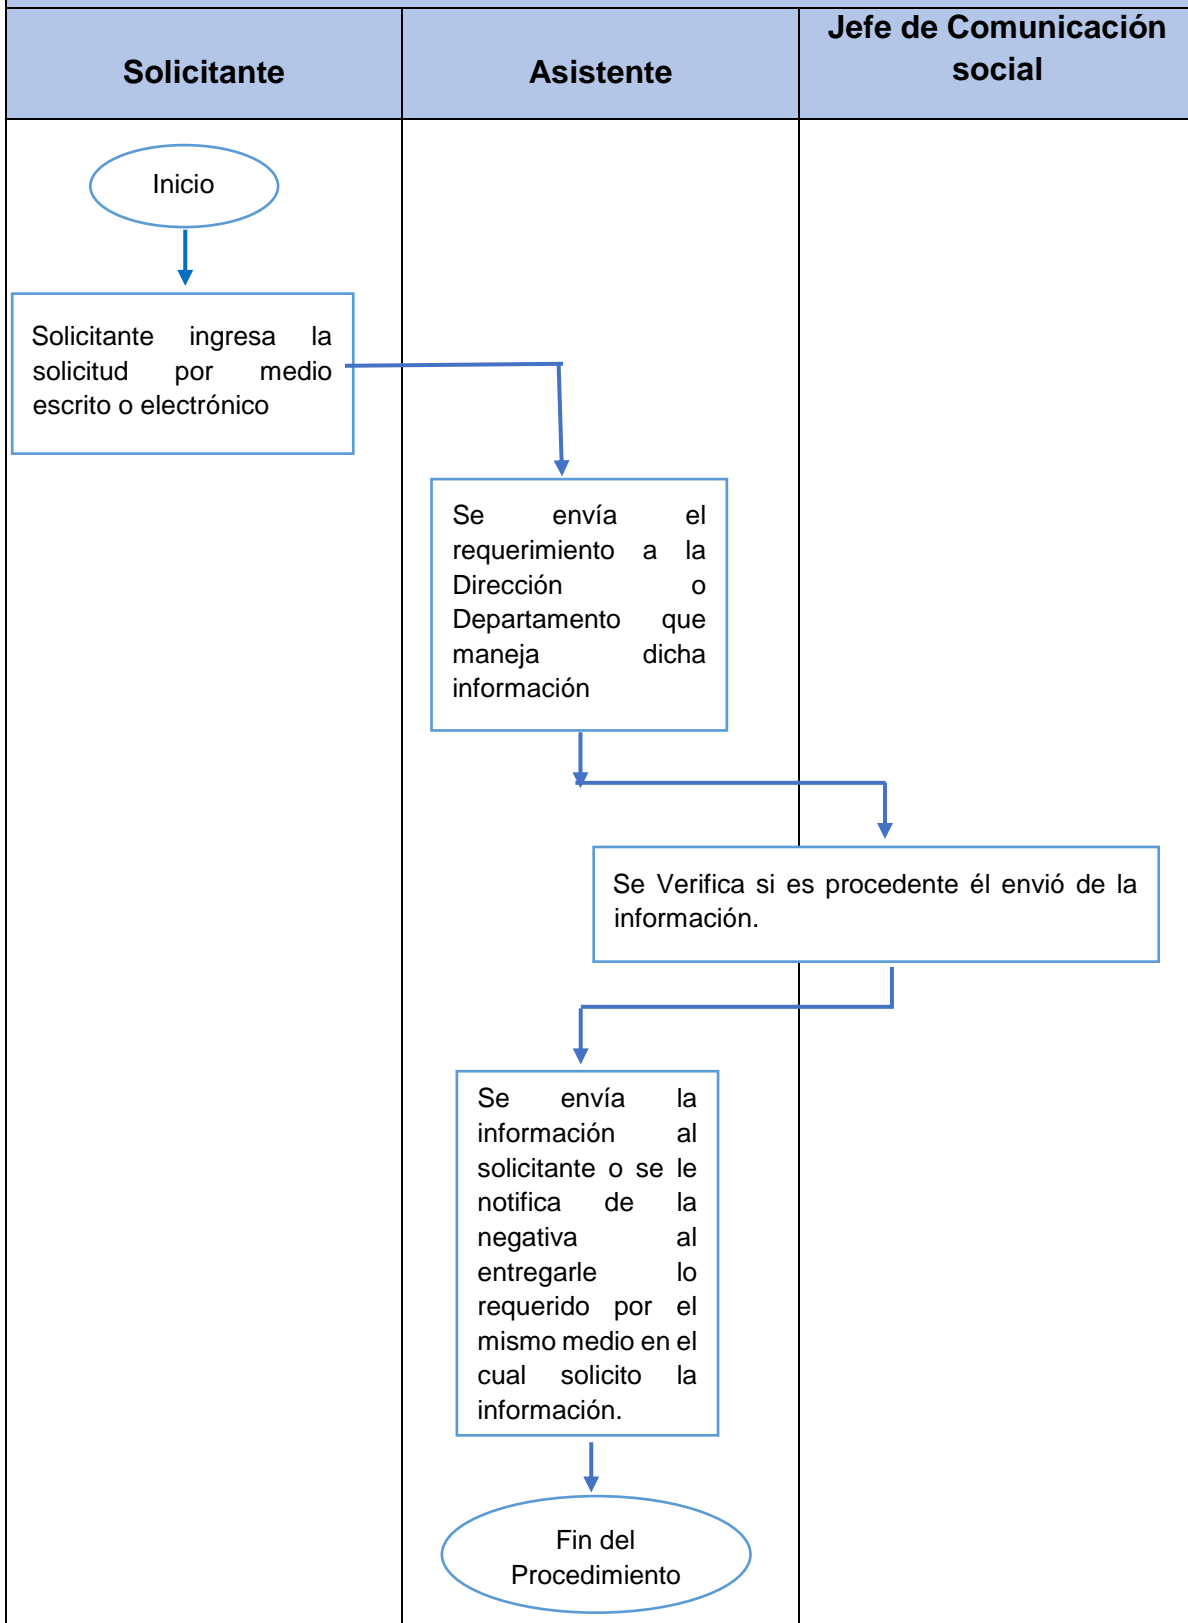 Solicitante
Asistente
Jefe de Comunicación
social
Inicio
Solicitante ingresa la
solicitud por medio
escrito o electrónico
Se envía el
requerimiento a la
Dirección o
Departamento que
maneja dicha
información
Se Verifica si es procedente él envió de la
información.
Se envía la
información al
solicitante o se le
notifica de la
negativa al
entregarle lo
requerido por el
mismo medio en el
cual solicito la
información.
Fin del
Procedimiento